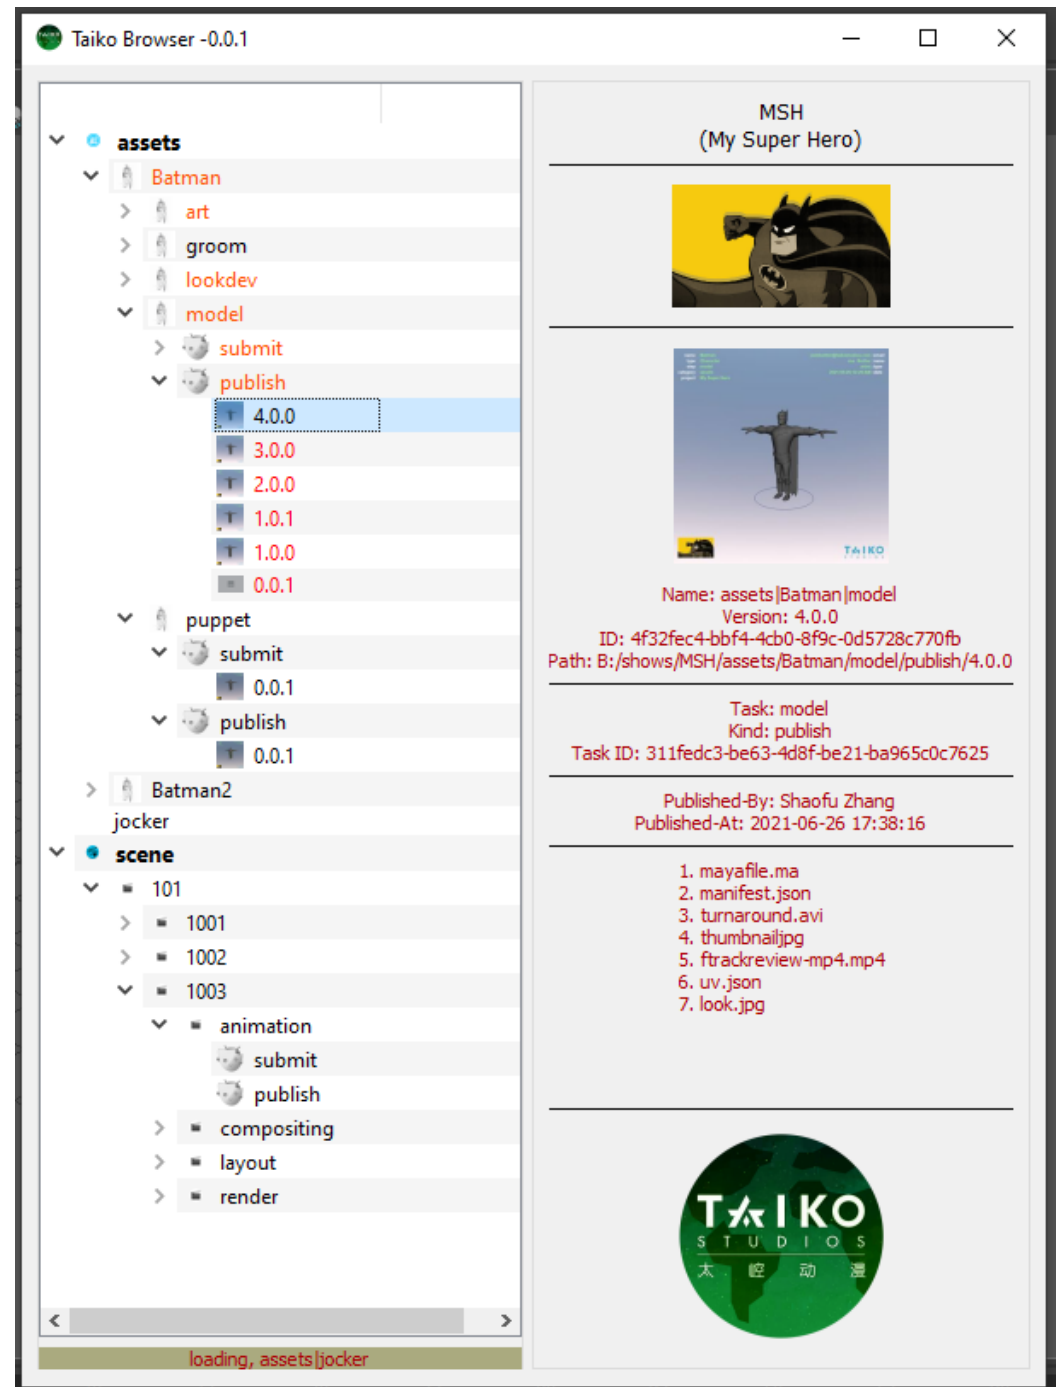 Taiko Browser -0.0.1
assets
Batman
art
groom
lookdev
model
submit
publish
4.0.0
3.0.0
2.0.0
1.0.1
1.0.0
0.0.1
puppet
submit
0.0.1
publish
0.0.1
Batman2
jocker
scene
101
1001
1002
1003
animation
submit
publish
compositing
layout
render
loading, assets|jocker
MSH
(My Super Hero)
TAIKO
Name: assets|Batman|model
Version: 4.0.0
ID: 4f32fec4-bbf4-4cb0-8f9c-0d5728c770fb
Path: B:/shows/MSH/assets/Batman/model/publish/4.0.0
Task: model
Kind: publish
Task ID: 311fedc3-be63-4d8f-be21-ba965c0c7625
Published-By: Shaofu Zhang
Published-At: 2021-06-26 17:38:16
1. mayafile.ma
2. manifest.json
3. turnaround.avi
4. thumbnailjpg
5. ftrackreview-mp4.mp4
6. uv.json
7. look.jpg
TAIKO
STUDIOS
太崆动漫